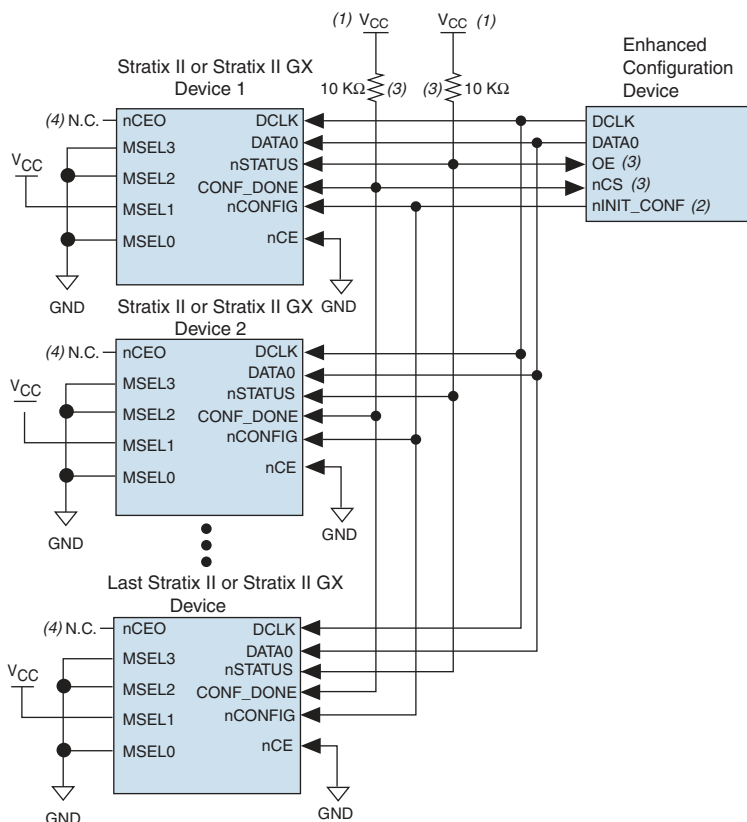 (1) VCC
VCC (1)
Enhanced
Configuration
Device
Stratix II or Stratix II GX
Device 1
10 KΩ (3)
(3) 10 KΩ
(4) N.C.
nCEO
MSEL3
MSEL2
MSEL1
MSEL0
VCC
GND
DCLK
DATA0
nSTATUS
CONF_DONE
nCONFIG
nCE
GND
DCLK
DATA0
OE (3)
nCS (3)
nINIT_CONF (2)
Stratix II or Stratix II GX
Device 2
(4) N.C.
nCEO
MSEL3
MSEL2
MSEL1
MSEL0
VCC
GND
DCLK
DATA0
nSTATUS
CONF_DONE
nCONFIG
nCE
GND
Last Stratix II or Stratix II GX
Device
(4) N.C.
nCEO
MSEL3
MSEL2
MSEL1
MSEL0
VCC
GND
DCLK
DATA0
nSTATUS
CONF_DONE
nCONFIG
nCE
GND